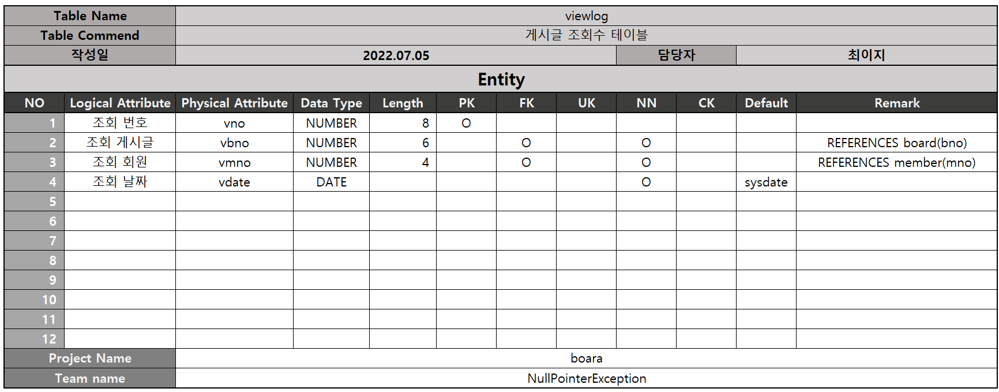 Table Name viewlog
Table Commend 게시글 조회수 테이블
작성일 2022.07.05 담당자 최이지
Entity
NO Logical Attribute Physical Attribute Data Type Length PK FK UK NN CK Default Remark
1 조회 번호 vno NUMBER 8 O
2 조회 게시글 vbno NUMBER 6 O O REFERENCES board(bno)
3 조회 회원 vmno NUMBER 4 O O REFERENCES member(mno)
4 조회 날짜 vdate DATE O sysdate
5
6
7
8
9
10
11
12
Project Name boara
Team name NullPointerException